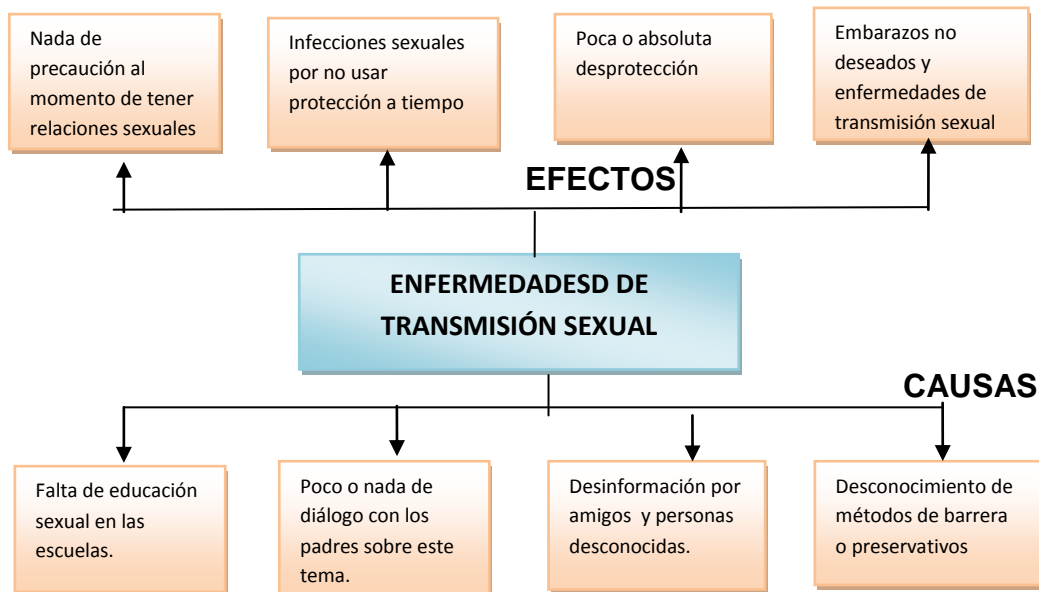 Nada de
precaución al
momento de tener
relaciones sexuales
Infecciones sexuales
por no usar
protección a tiempo
Poca o absoluta
desprotección
Embarazos no
deseados y
enfermedades de
transmisión sexual
EFECTOS
ENFERMEDADESD DE
TRANSMISIÓN SEXUAL
CAUSAS
Falta de educación
sexual en las
escuelas.
Poco o nada de
diálogo con los
padres sobre este
tema.
Desinformación por
amigos y personas
desconocidas.
Desconocimiento de
métodos de barrera
o preservativos